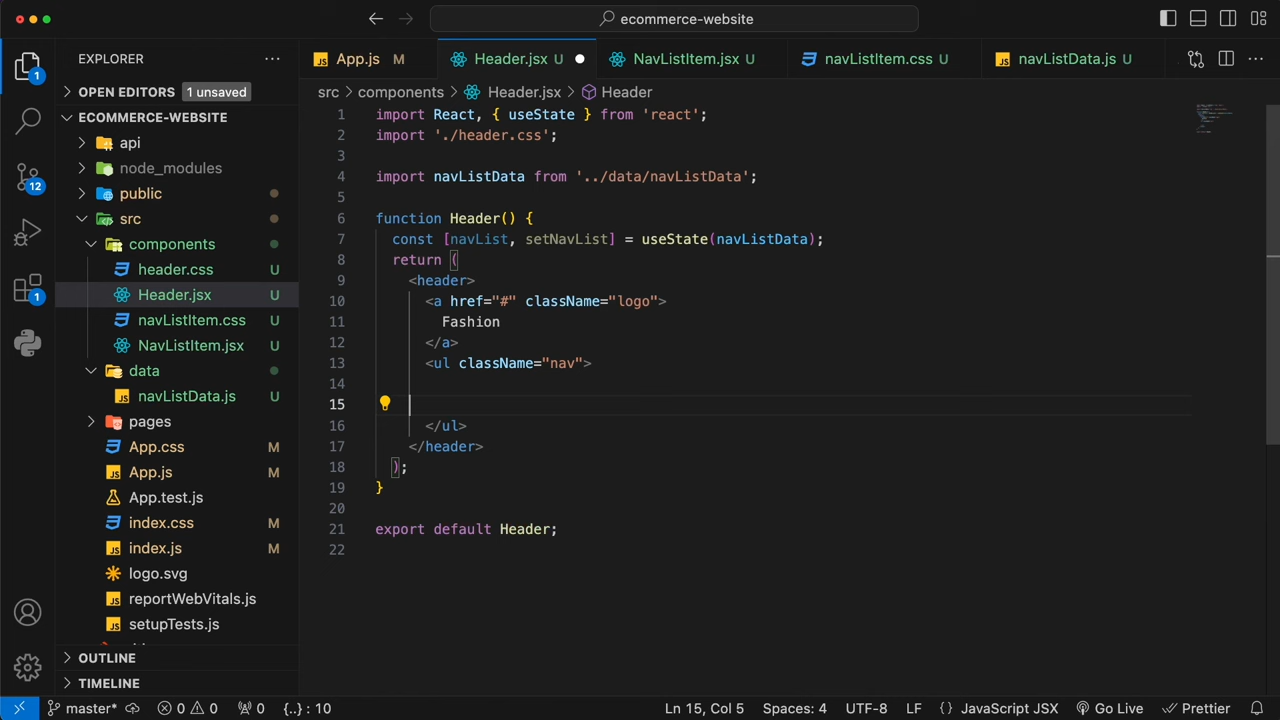 ecommerce-website
EXPLORER
App.js M
Header.jsx U
NavListItem.jsx U
navListItem.css U
navListData.js U
1
OPEN EDITORS 1 unsaved
src > components > Header.jsx > Header
ECOMMERCE-WEBSITE
api
node_modules
12
public
src
components
header.css U
1
Header.jsx U
navListItem.css U
NavListItem.jsx U
data
navListData.js U
pages
App.css M
App.js M
App.test.js
index.css M
index.js M
logo.svg
reportWebVitals.js
setupTests.js
OUTLINE
TIMELINE
1 import React, { useState } from 'react';
2 import './header.css';
3
4 import navListData from '../data/navListData';
5
6 function Header() {
7 const [navList, setNavList] = useState(navListData);
8 return (
9 <header>
10 <a href="#" className="logo">
11 Fashion
12 </a>
13 <ul className="nav">
14
15
16 </ul>
17 </header>
18 );
19 }
20
21 export default Header;
22
master* 0 0 0 {..} : 10 Ln 15, Col 5 Spaces: 4 UTF-8 LF {} JavaScript JSX Go Live Prettier